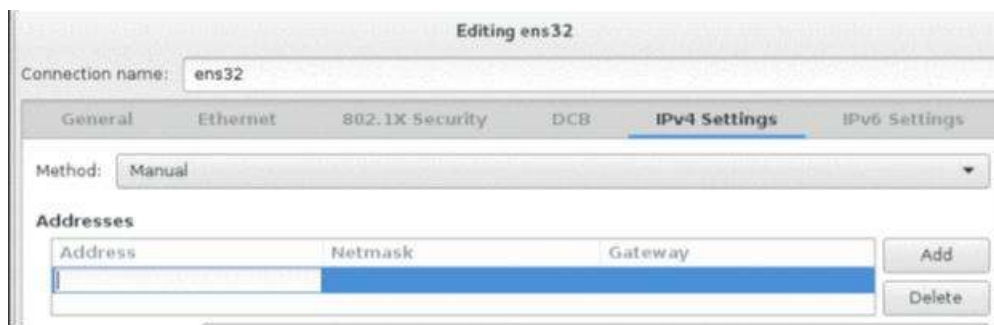 Editing ens32
Connection name: ens32
General Ethernet 802.1X Security DCB IPv4 Settings IPv6 Settings
Method: Manual
Addresses
Address Netmask Gateway Add
Delete